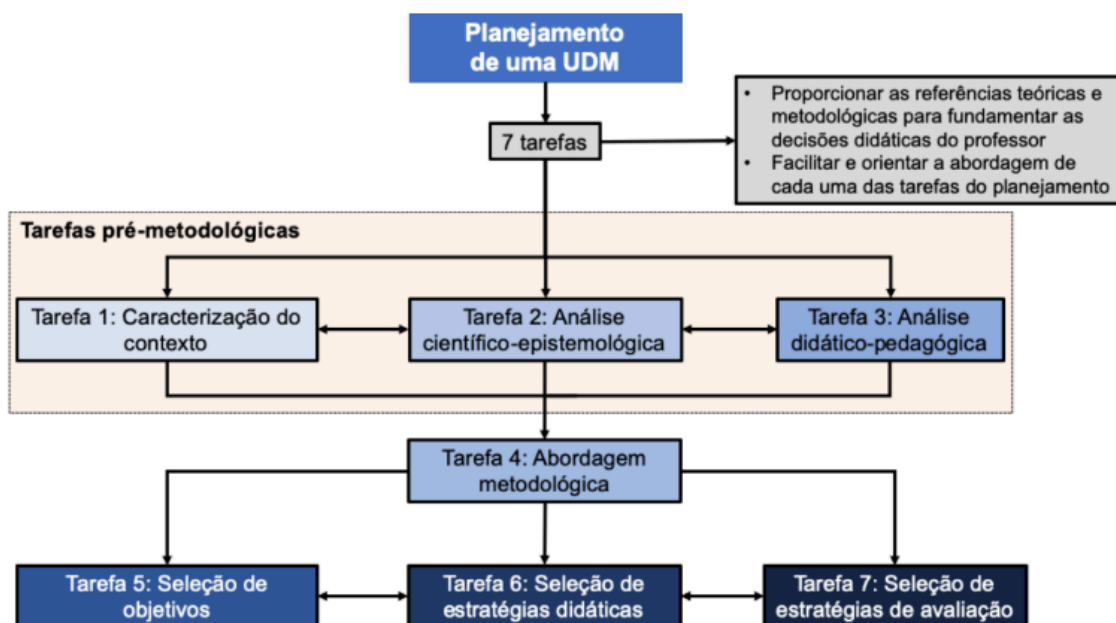 Planejamento
de uma UDM
7 tarefas
• Proporcionar as referências teóricas e
metodológicas para fundamentar as
decisões didáticas do professor
• Facilitar e orientar a abordagem de
cada uma das tarefas do planejamento
Tarefas pré-metodológicas
Tarefa 1: Caracterização do
contexto
Tarefa 2: Análise
científico-epistemológica
Tarefa 3: Análise
didático-pedagógica
Tarefa 4: Abordagem
metodológica
Tarefa 5: Seleção de
objetivos
Tarefa 6: Seleção de
estratégias didáticas
Tarefa 7: Seleção de
estratégias de avaliação